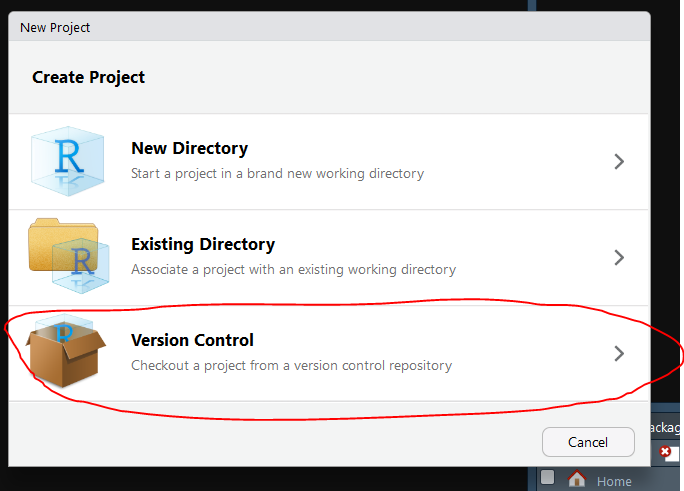 New Project
Create Project
R
New Directory
Start a project in a brand new working directory
R
Existing Directory
Associate a project with an existing working directory
R
Version Control
Checkout a project from a version control repository
Cancel
Home